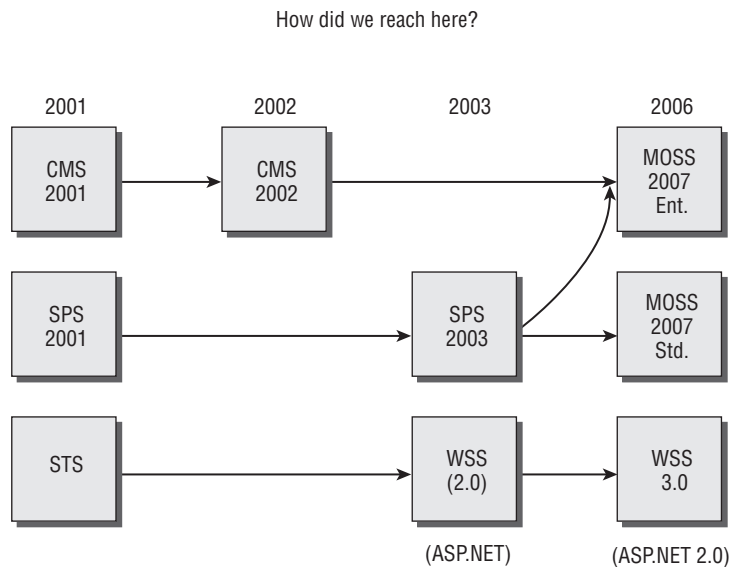 How did we reach here?
2001
2002
2003
2006
CMS
2001
CMS
2002
MOSS
2007
Ent.
SPS
2001
SPS
2003
MOSS
2007
Std.
STS
WSS
(2.0)
WSS
3.0
(ASP.NET)
(ASP.NET 2.0)